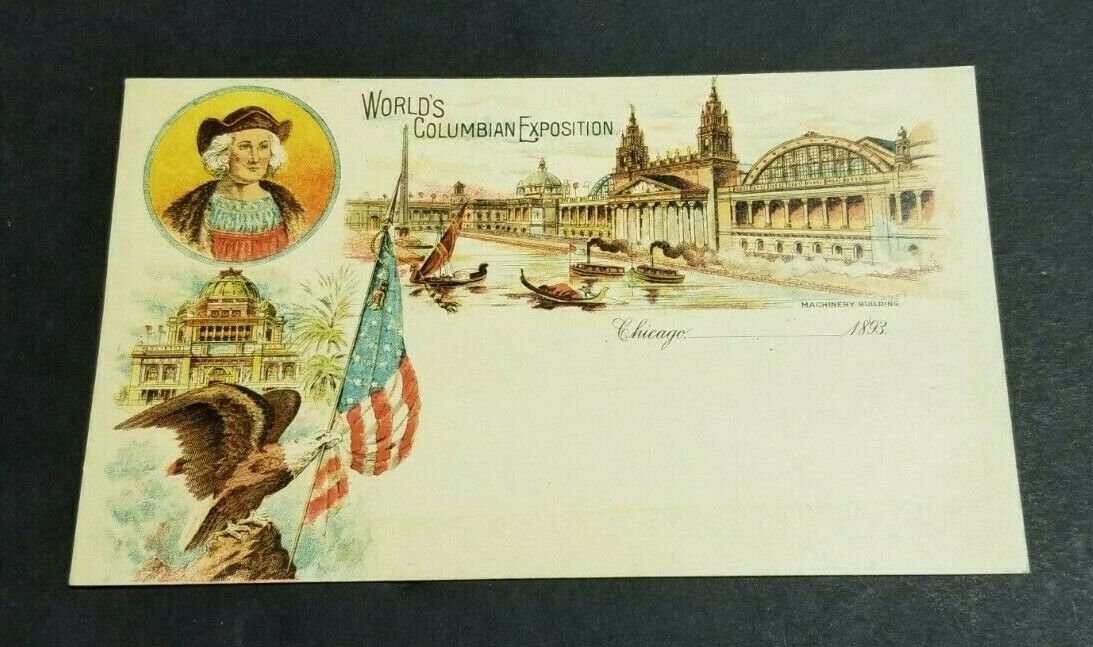 WORLD'S
COLUMBIAN EXPOSITION
MACHINERY BUILDING
Chicago, 1893.